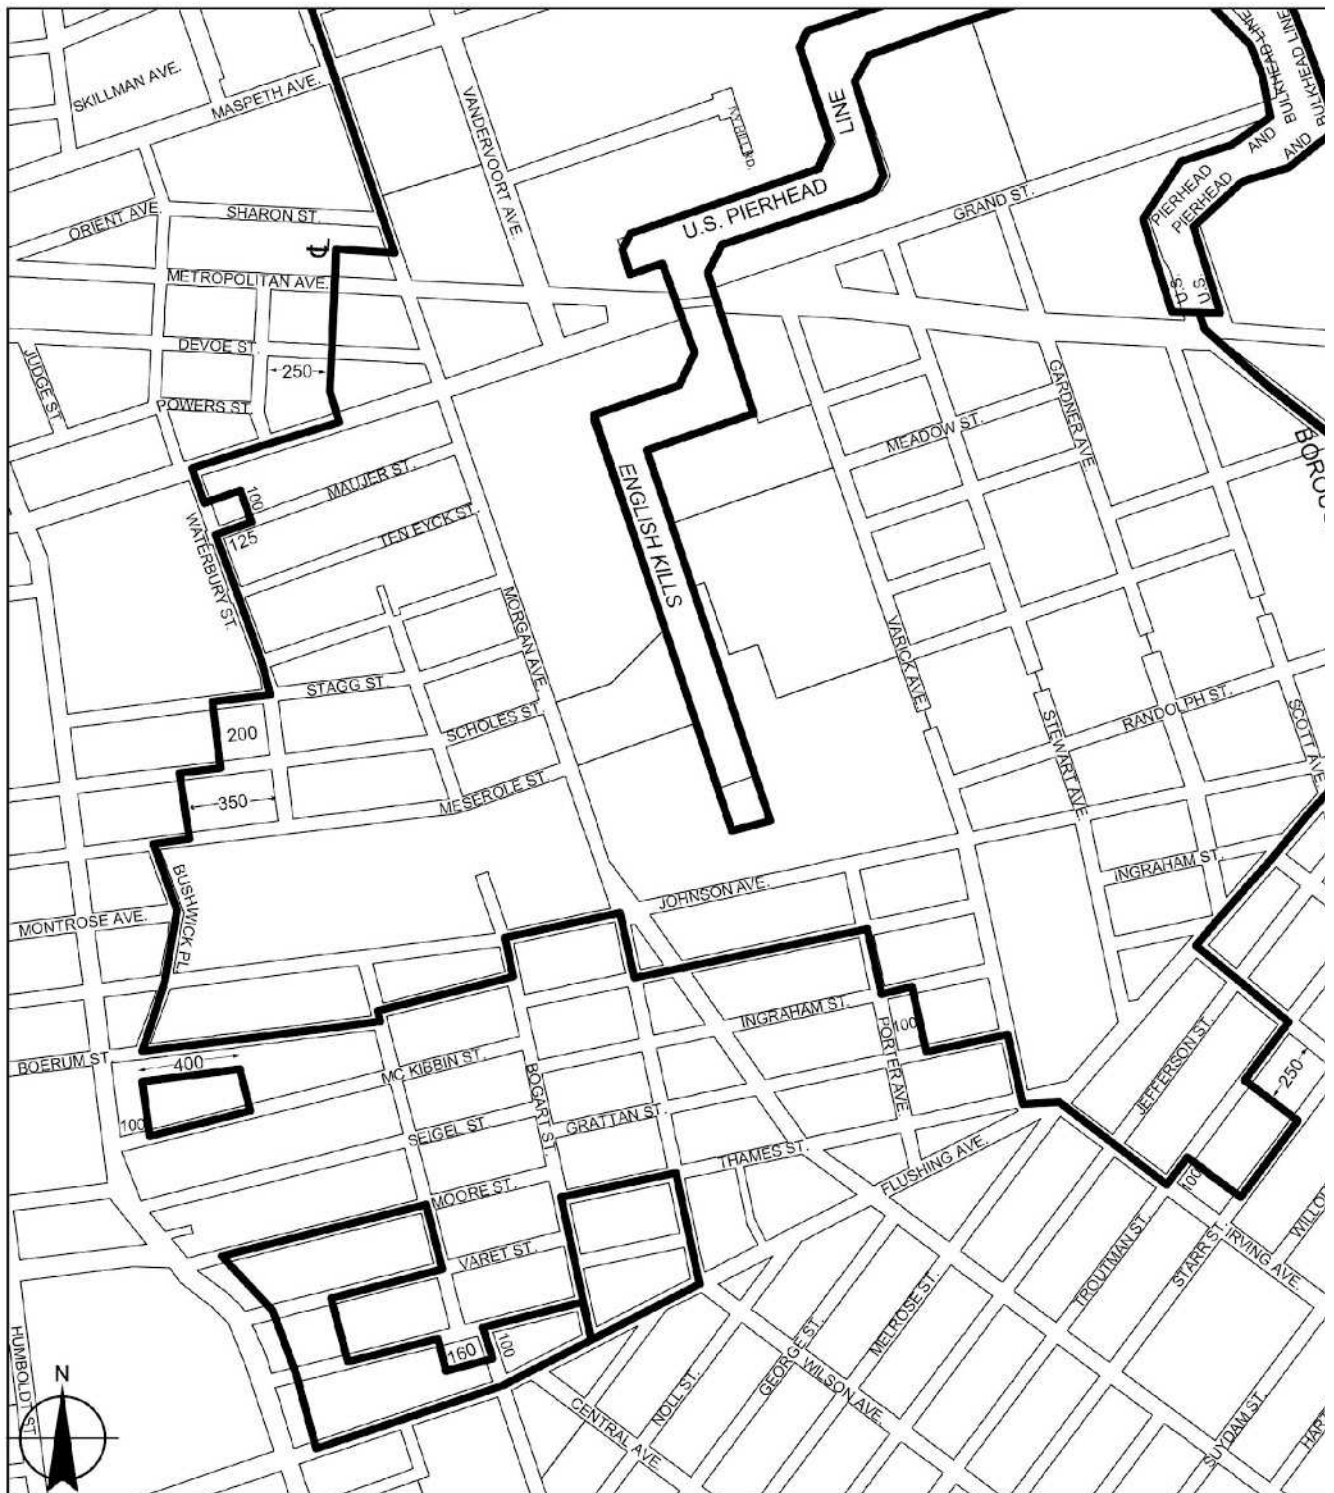 SKILLMAN AVE.
MASPETH AVE.
VANDERVOORT AVE.
LINE
BULKHEAD LINE
BULKHEAD LINE
AND
AND
PIERHEAD
PIERHEAD
U.S.
U.S.
ORIENT AVE.
SHARON ST.
U.S. PIERHEAD
GRAND ST.
METROPOLITAN AVE.
DEVOE ST.
250
JUDGE ST.
POWERS ST.
GARDNER AVE.
MEADOW ST.
MAUJER ST.
100
125
TEN EYCK ST.
WATERBURY ST.
ENGLISH KILLS
MORGAN AVE.
VARICK AVE.
STAGG ST.
SCHOLES ST.
200
STEWART AVE.
RANDOLPH ST.
SCOTT AVE.
350
MESEROLE ST.
BUSHWICK PL.
MONTROSE AVE.
JOHNSON AVE.
INGRAHAM ST.
INGRAHAM ST.
PORTER AVE.
100
BOERUM ST.
400
MC KIBBIN ST.
BOGART ST.
JEFFERSON ST.
250
100
SEIGEL ST.
GRATTAN ST.
THAMES ST.
FLUSHING AVE.
MOORE ST.
100
VARET ST.
TROUTMAN ST.
STARR ST.
IRVING AVE.
HUMBOLDT ST.
160
100
NOLL ST.
GEORGE ST.
MELROSE ST.
WILSON AVE.
CENTRAL AVE.
SUYDAM ST.
N